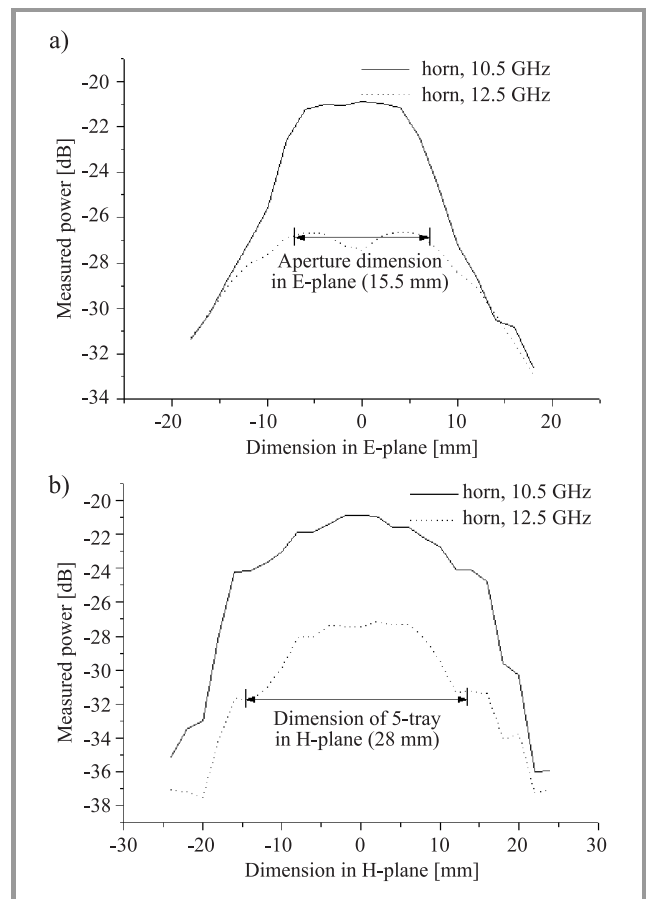 a)
horn, 10.5 GHz
horn, 12.5 GHz
Measured power [dB]
-20
-22
-24
-26
-28
-30
-32
-34
Aperture dimension
in E-plane (15.5 mm)
-20 -10 0 10 20
Dimension in E-plane [mm]
b)
horn, 10.5 GHz
horn, 12.5 GHz
Measured power [dB]
-20
-22
-24
-26
-28
-30
-32
-34
-36
-38
Dimension of 5-tray
in H-plane (28 mm)
-30 -20 -10 0 10 20 30
Dimension in H-plane [mm]